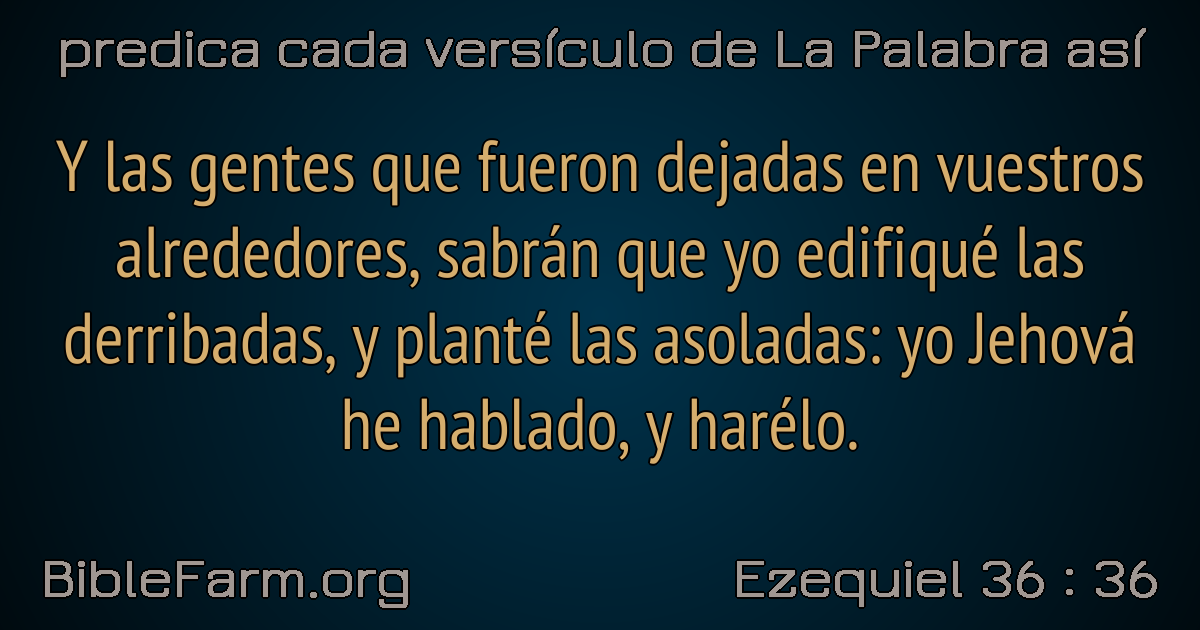 predica cada versículo de La Palabra así
Y las gentes que fueron dejadas en vuestros
alrededores, sabrán que yo edifiqué las
derribadas, y planté las asoladas: yo Jehová
he hablado, y harélo.
BibleFarm.org
Ezequiel 36 : 36